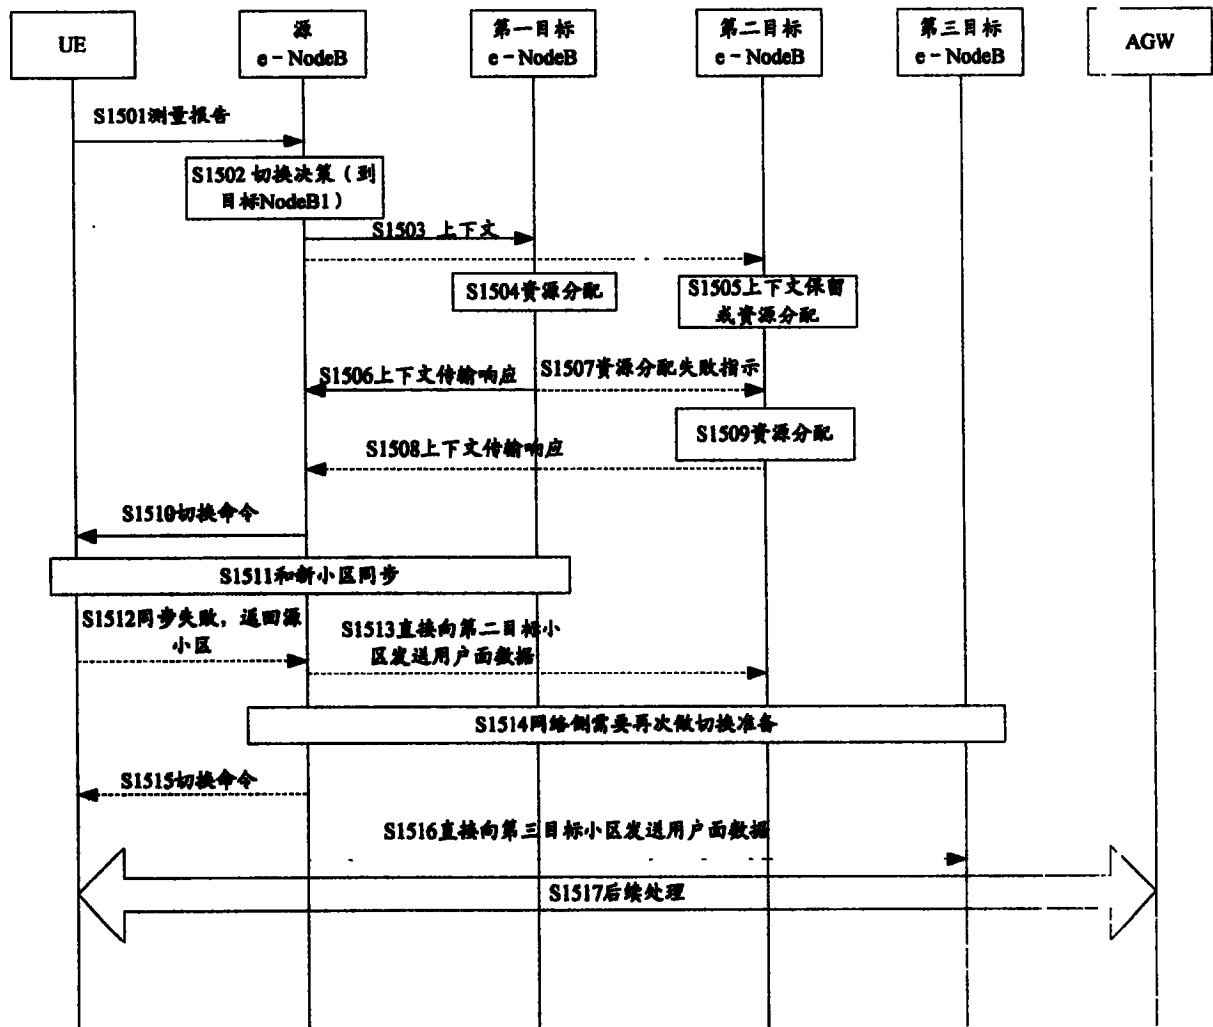 UE
源
e-NodeB
第一目标
e-NodeB
第二目标
e-NodeB
第三目标
e-NodeB
AGW
S1501测量报告
S1502 切换决策（到
目标NodeB1）
S1503 上下文
S1504资源分配
S1505上下文保留
或资源分配
S1506上下文传输响应
S1507资源分配失败指示
S1509资源分配
S1508上下文传输响应
S1510切换命令
S1511和新小区同步
S1512同步失败，返回源
小区
S1513直接向第二目标小
区发送用户面数据
S1514网络侧需要再次做切换准备
S1515切换命令
S1516直接向第三目标小区发送用户面数据
S1517后续处理